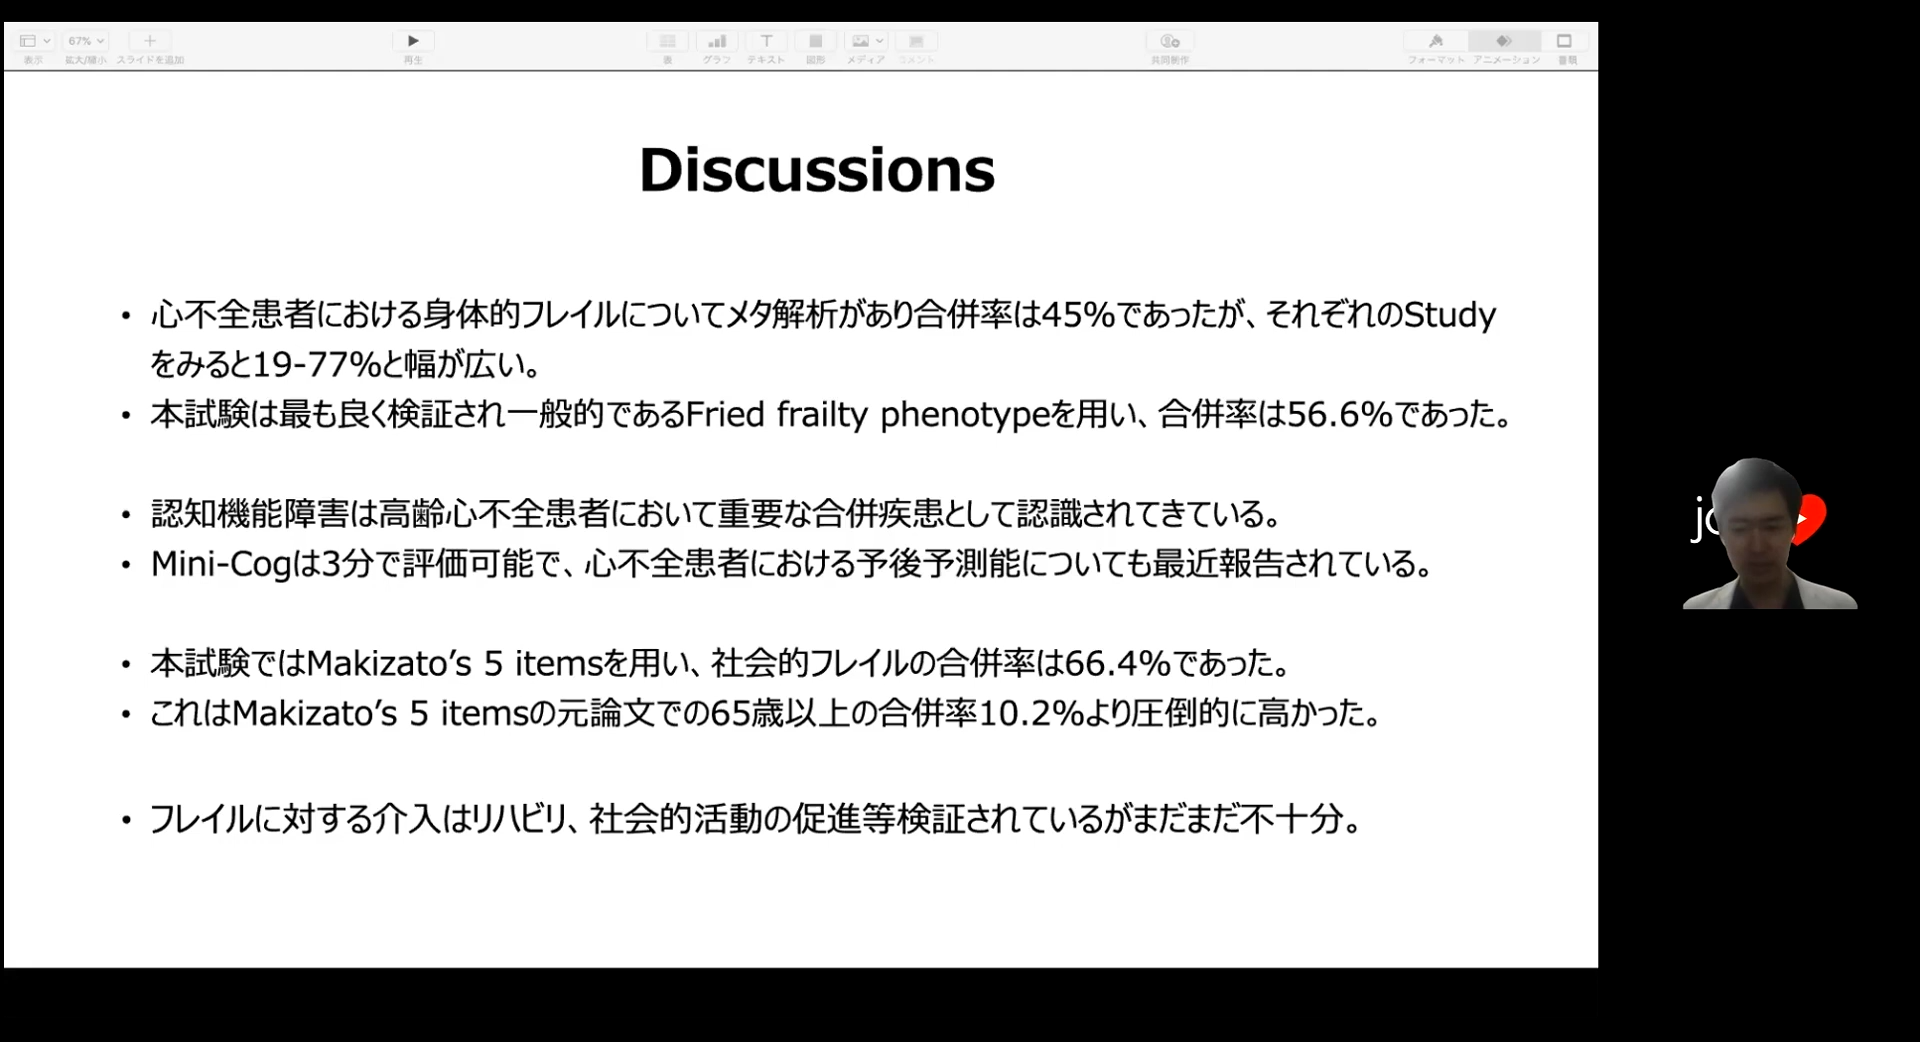 67%
表示
拡大/縮小
スライドを追加
再生
表
グラフ
テキスト
図形
メディア
コメント
共同制作
フォーマット
アニメーション
書類
Discussions
• 心不全患者における身体的フレイルについてメタ解析があり合併率は45%であったが、それぞれのStudy
をみると19-77%と幅が広い。
• 本試験は最も良く検証され一般的であるFried frailty phenotypeを用い、合併率は56.6%であった。
• 認知機能障害は高齢心不全患者において重要な合併疾患として認識されてきている。
• Mini-Cogは3分で評価可能で、心不全患者における予後予測能についても最近報告されている。
• 本試験ではMakizato’s 5 itemsを用い、社会的フレイルの合併率は66.4%であった。
• これはMakizato’s 5 itemsの元論文での65歳以上の合併率10.2%より圧倒的に高かった。
• フレイルに対する介入はリハビリ、社会的活動の促進等検証されているがまだまだ不十分。